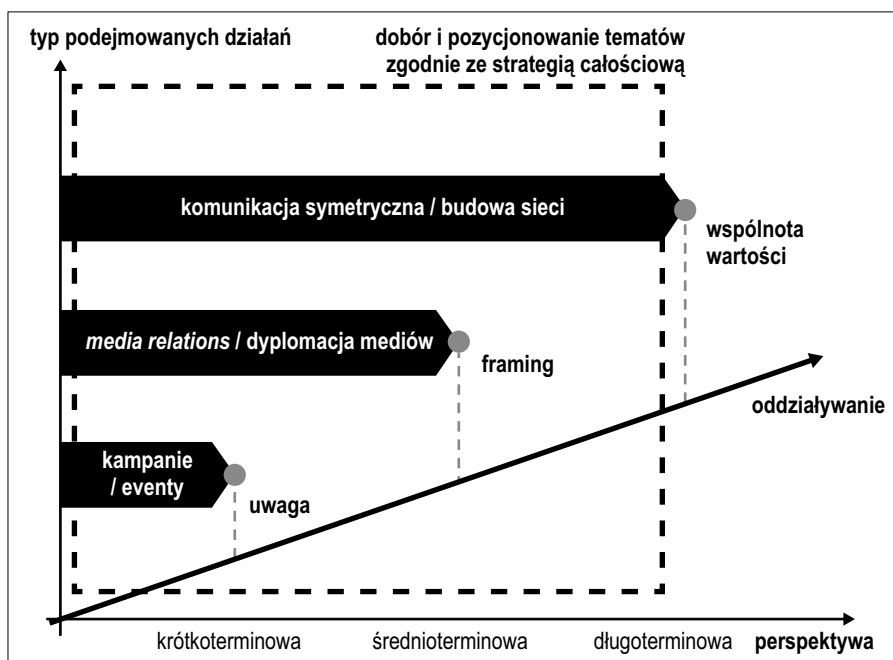 typ podejmowanych działań
dobór i pozycjonowanie tematów
zgodnie ze strategią całościową
komunikacja symetryczna / budowa sieci
wspólnota
wartości
media relations / dyplomacja mediów
framing
oddziaływanie
kampanie
/ eventy
uwaga
krótkoterminowa
średnioterminowa
długoterminowa
perspektywa